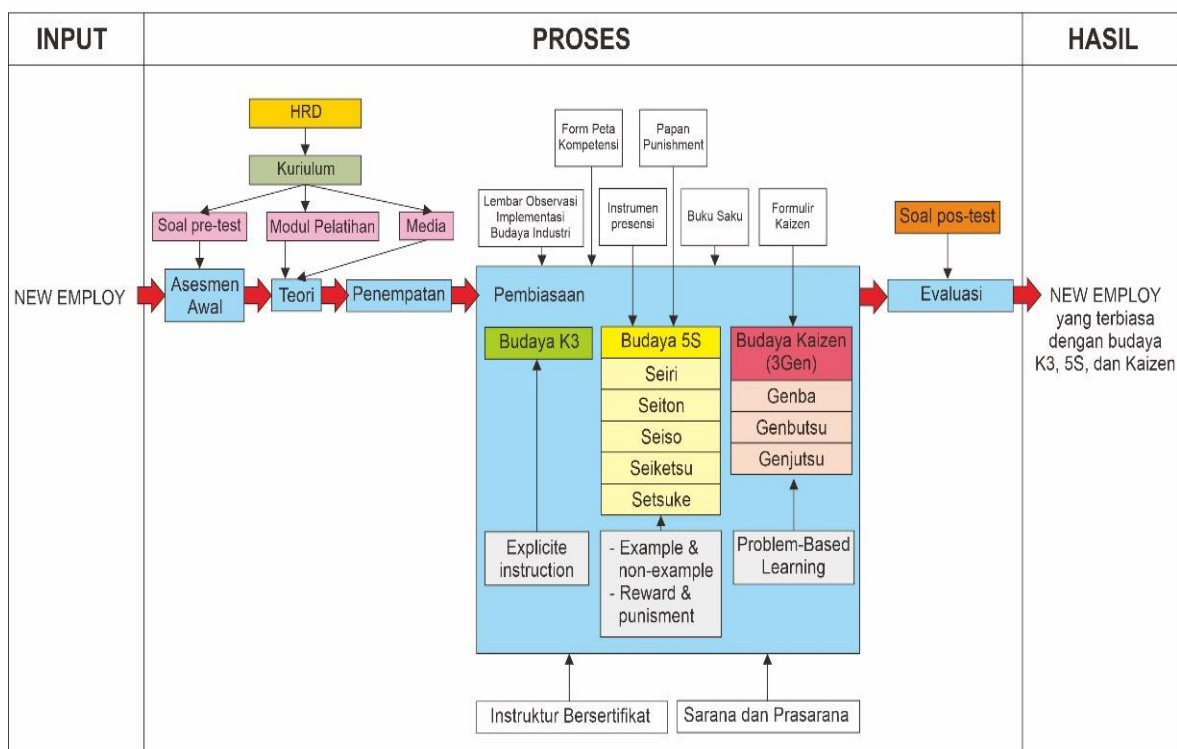 INPUT
PROSES
HASIL
HRD
Kuriulum
Soal pre-test
Modul Pelatihan
Media
Form Peta
Kompetensi
Papan
Punishment
Lembar Observasi
Implementasi
Budaya Industri
Instrumen
presensi
Buku Saku
Formulir
Kaizen
Soal pos-test
NEW EMPLOY
Asesmen
Awal
Teori
Penempatan
Pembiasaan
Evaluasi
NEW EMPLOY
yang terbiasa
dengan budaya
K3, 5S, dan Kaizen
Budaya K3
Budaya 5S
Seiri
Seiton
Seiso
Seiketsu
Setsuke
Budaya Kaizen
(3Gen)
Genba
Genbutsu
Genjutsu
Explicite
instruction
- Example &
non-example
- Reward &
punisment
Problem-Based
Learning
Instruktur Bersertifikat
Sarana dan Prasarana